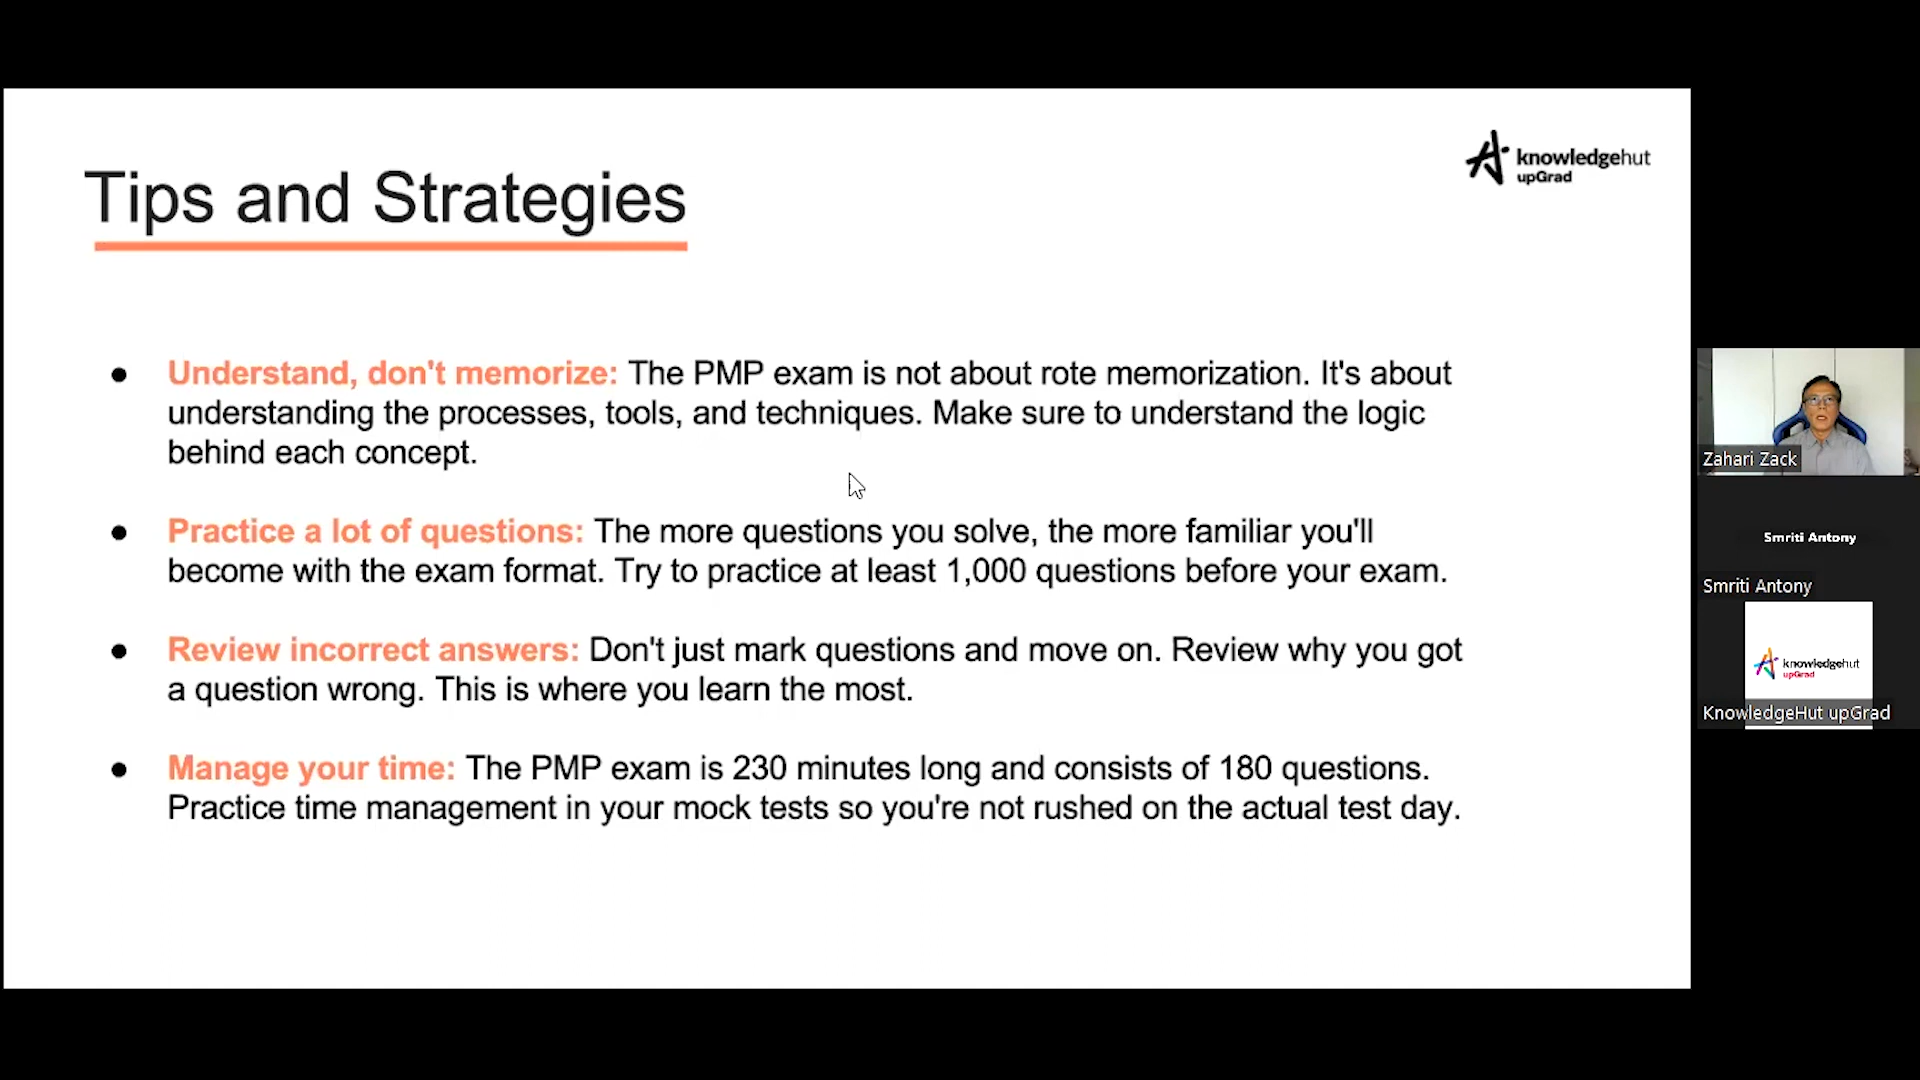 knowledgehut
upGrad
Tips and Strategies
● Understand, don't memorize: The PMP exam is not about rote memorization. It's about
understanding the processes, tools, and techniques. Make sure to understand the logic
behind each concept.
● Practice a lot of questions: The more questions you solve, the more familiar you'll
become with the exam format. Try to practice at least 1,000 questions before your exam.
● Review incorrect answers: Don't just mark questions and move on. Review why you got
a question wrong. This is where you learn the most.
● Manage your time: The PMP exam is 230 minutes long and consists of 180 questions.
Practice time management in your mock tests so you're not rushed on the actual test day.
Zahari Zack
Smriti Antony
Smriti Antony
knowledgehut
upGrad
KnowledgeHut upGrad